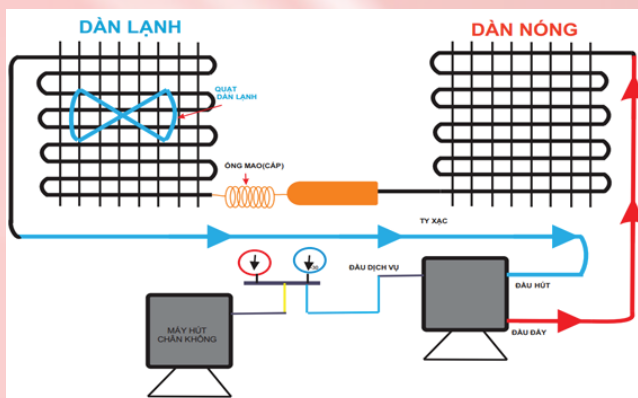 DÀN LẠNH
DÀN NÓNG
QUẠT
DÀN LẠNH
ỐNG MAO(CÁP)
TY XẠC
ĐẦU DỊCH VỤ
ĐẦU HÚT
MÁY HÚT
CHÂN KHÔNG
ĐẦU ĐẨY